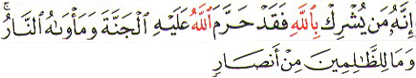 إِنَّهُۥ مَن يُشْرِكْ بِٱللَّهِ فَقَدْ حَرَّمَ ٱللَّهُ عَلَيْهِ ٱلْجَنَّةَ وَمَأْوَىٰهُ ٱلنَّارُ ۖ
وَمَا لِلظَّـٰلِمِينَ مِنْ أَنصَارٍ